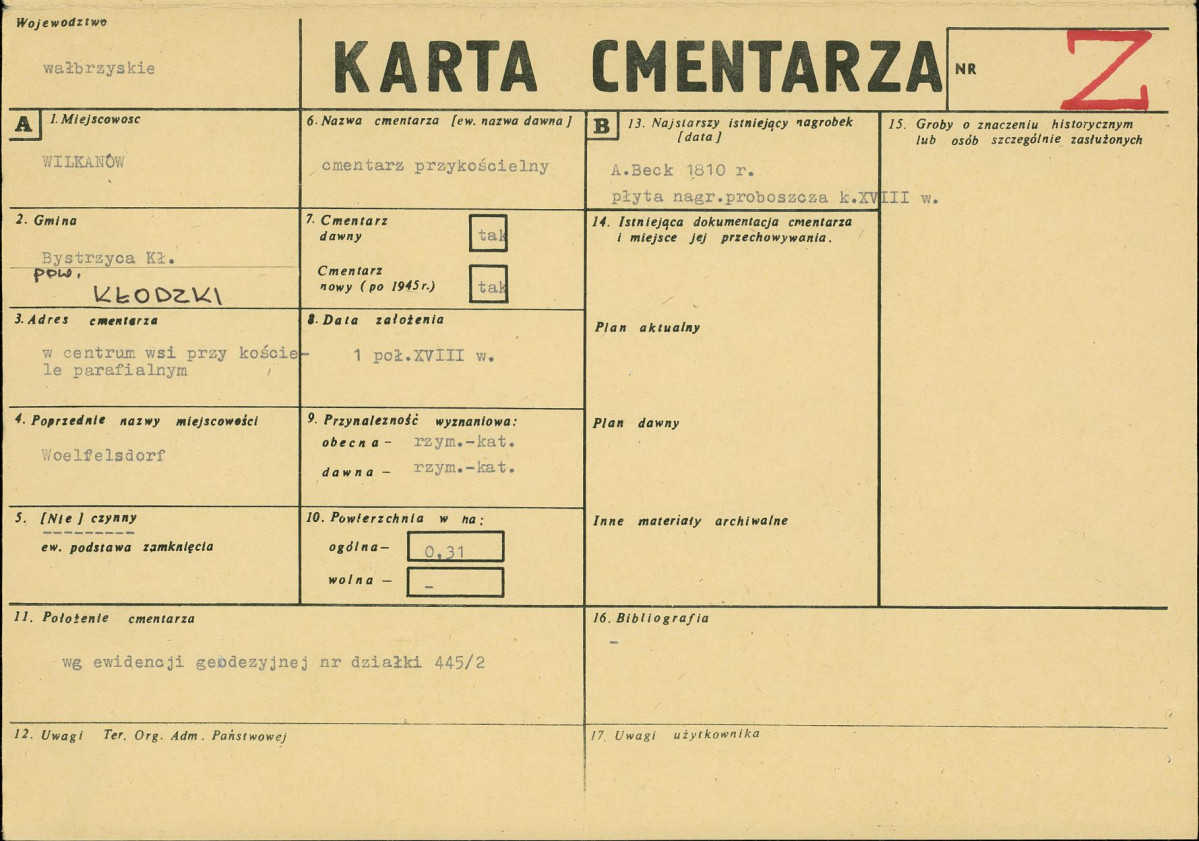 Województwo
wałbrzyskie
KARTA CMENTARZA
NR
Z
A
1. Miejscowosc
WILKANÓW
2. Gmina
Bystrzyca Kł.
pow.
KŁODZKI
3. Adres cmentarza
w centrum wsi przy koście-
le parafialnym
4. Poprzednie nazwy miejscowości
Woelfelsdorf
5. [Nie] czynny
ew. podstawa zamknięcia
6. Nazwa cmentarza [ew. nazwa dawna]
cmentarz przykościelny
7. Cmentarz
dawny
tak
Cmentarz
nowy (po 1945 r.)
tak
8. Data założenia
1 poł.XVIII w.
9. Przynalezność wyznaniowa:
obecna – rzym.-kat.
dawna – rzym.-kat.
10. Powierzchnia w ha:
ogólna – 0,31
wolna – –
11. Położenie cmentarza
wg ewidencji geodezyjnej nr działki 445/2
12. Uwagi Ter. Org. Adm. Państwowej
B
13. Najstarszy istniejący nagrobek
[data]
A.Beck 1810 r.
płyta nagr.proboszcza k.XVIII w.
14. Istniejąca dokumentacja cmentarza
i miejsce jej przechowywania.
Plan aktualny
Plan dawny
Inne materiały archiwalne
15. Groby o znaczeniu historycznym
lub osób szczególnie zasłużonych
16. Bibliografia
–
17. Uwagi użytkownika